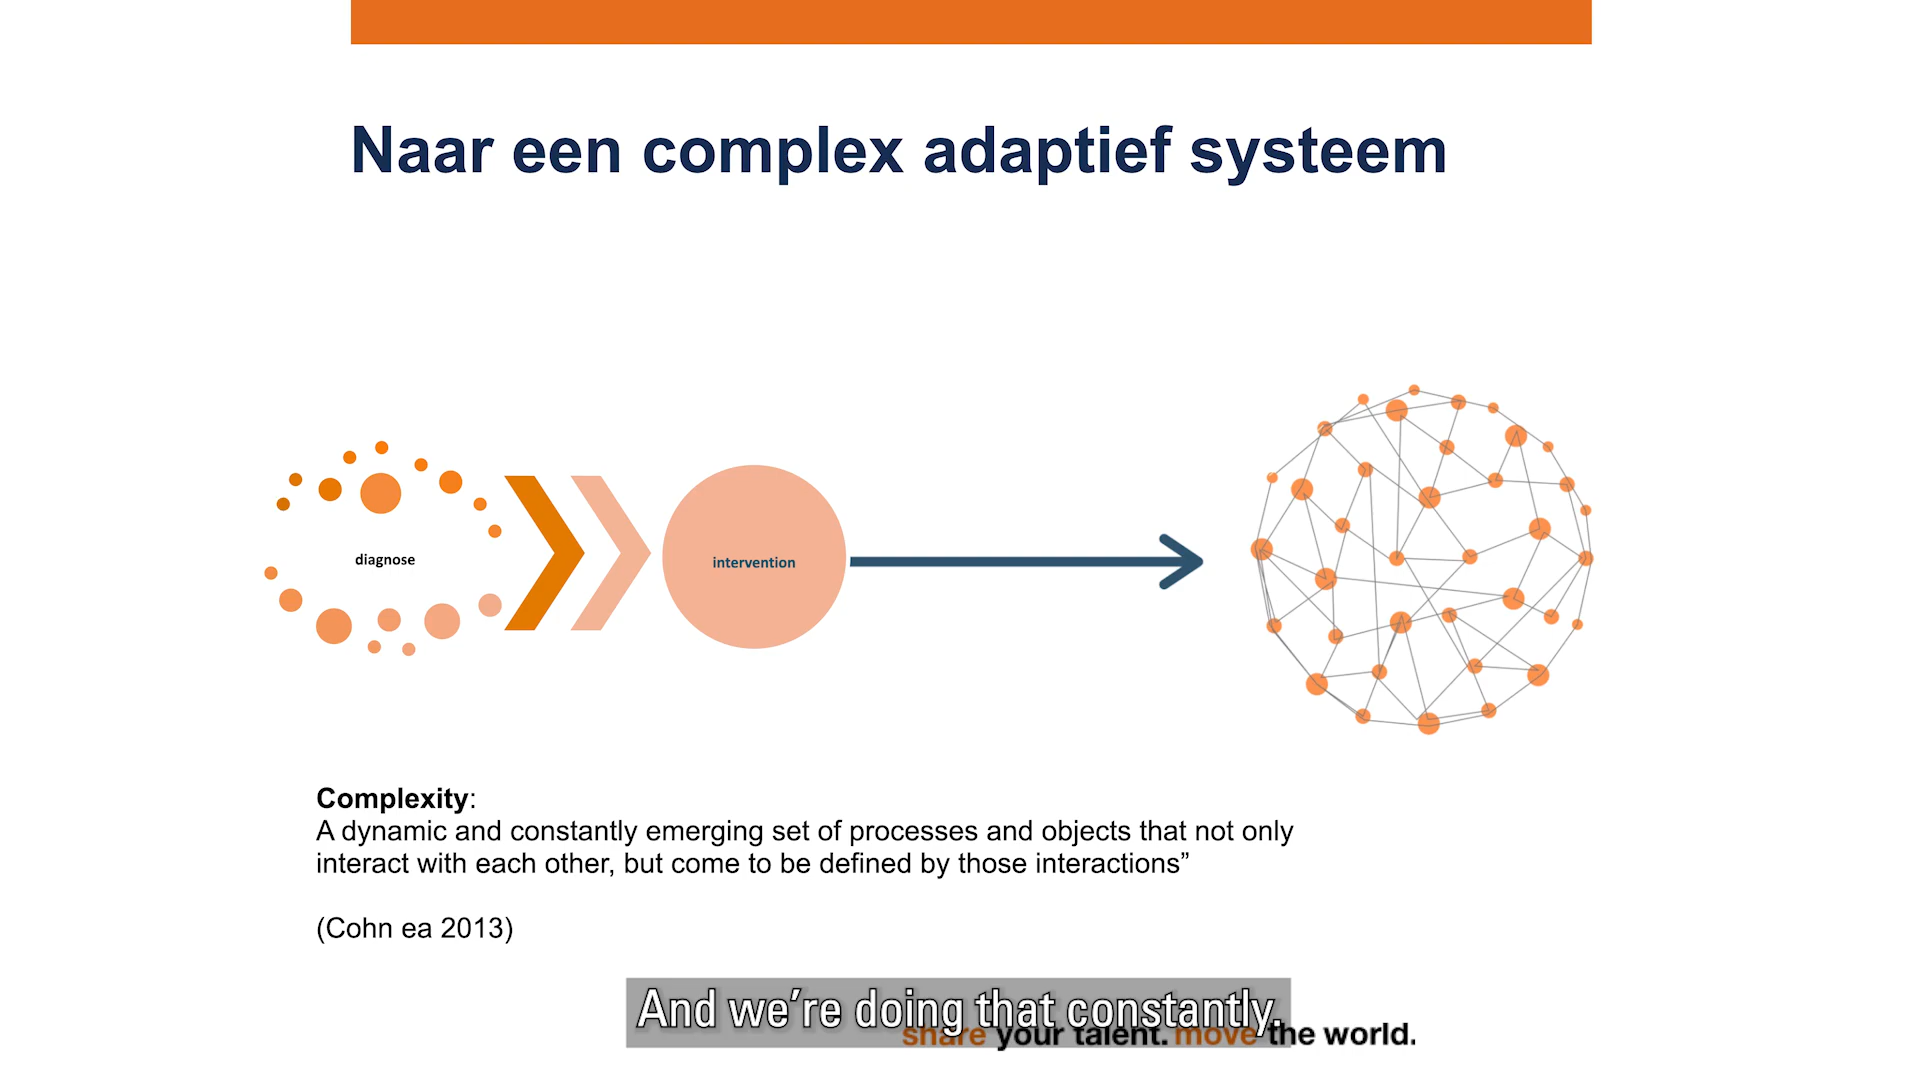 Naar een complex adaptief systeem
diagnose
intervention
Complexity:
A dynamic and constantly emerging set of processes and objects that not only
interact with each other, but come to be defined by those interactions”
(Cohn ea 2013)
And we’re doing that constantly.
share your talent. move the world.